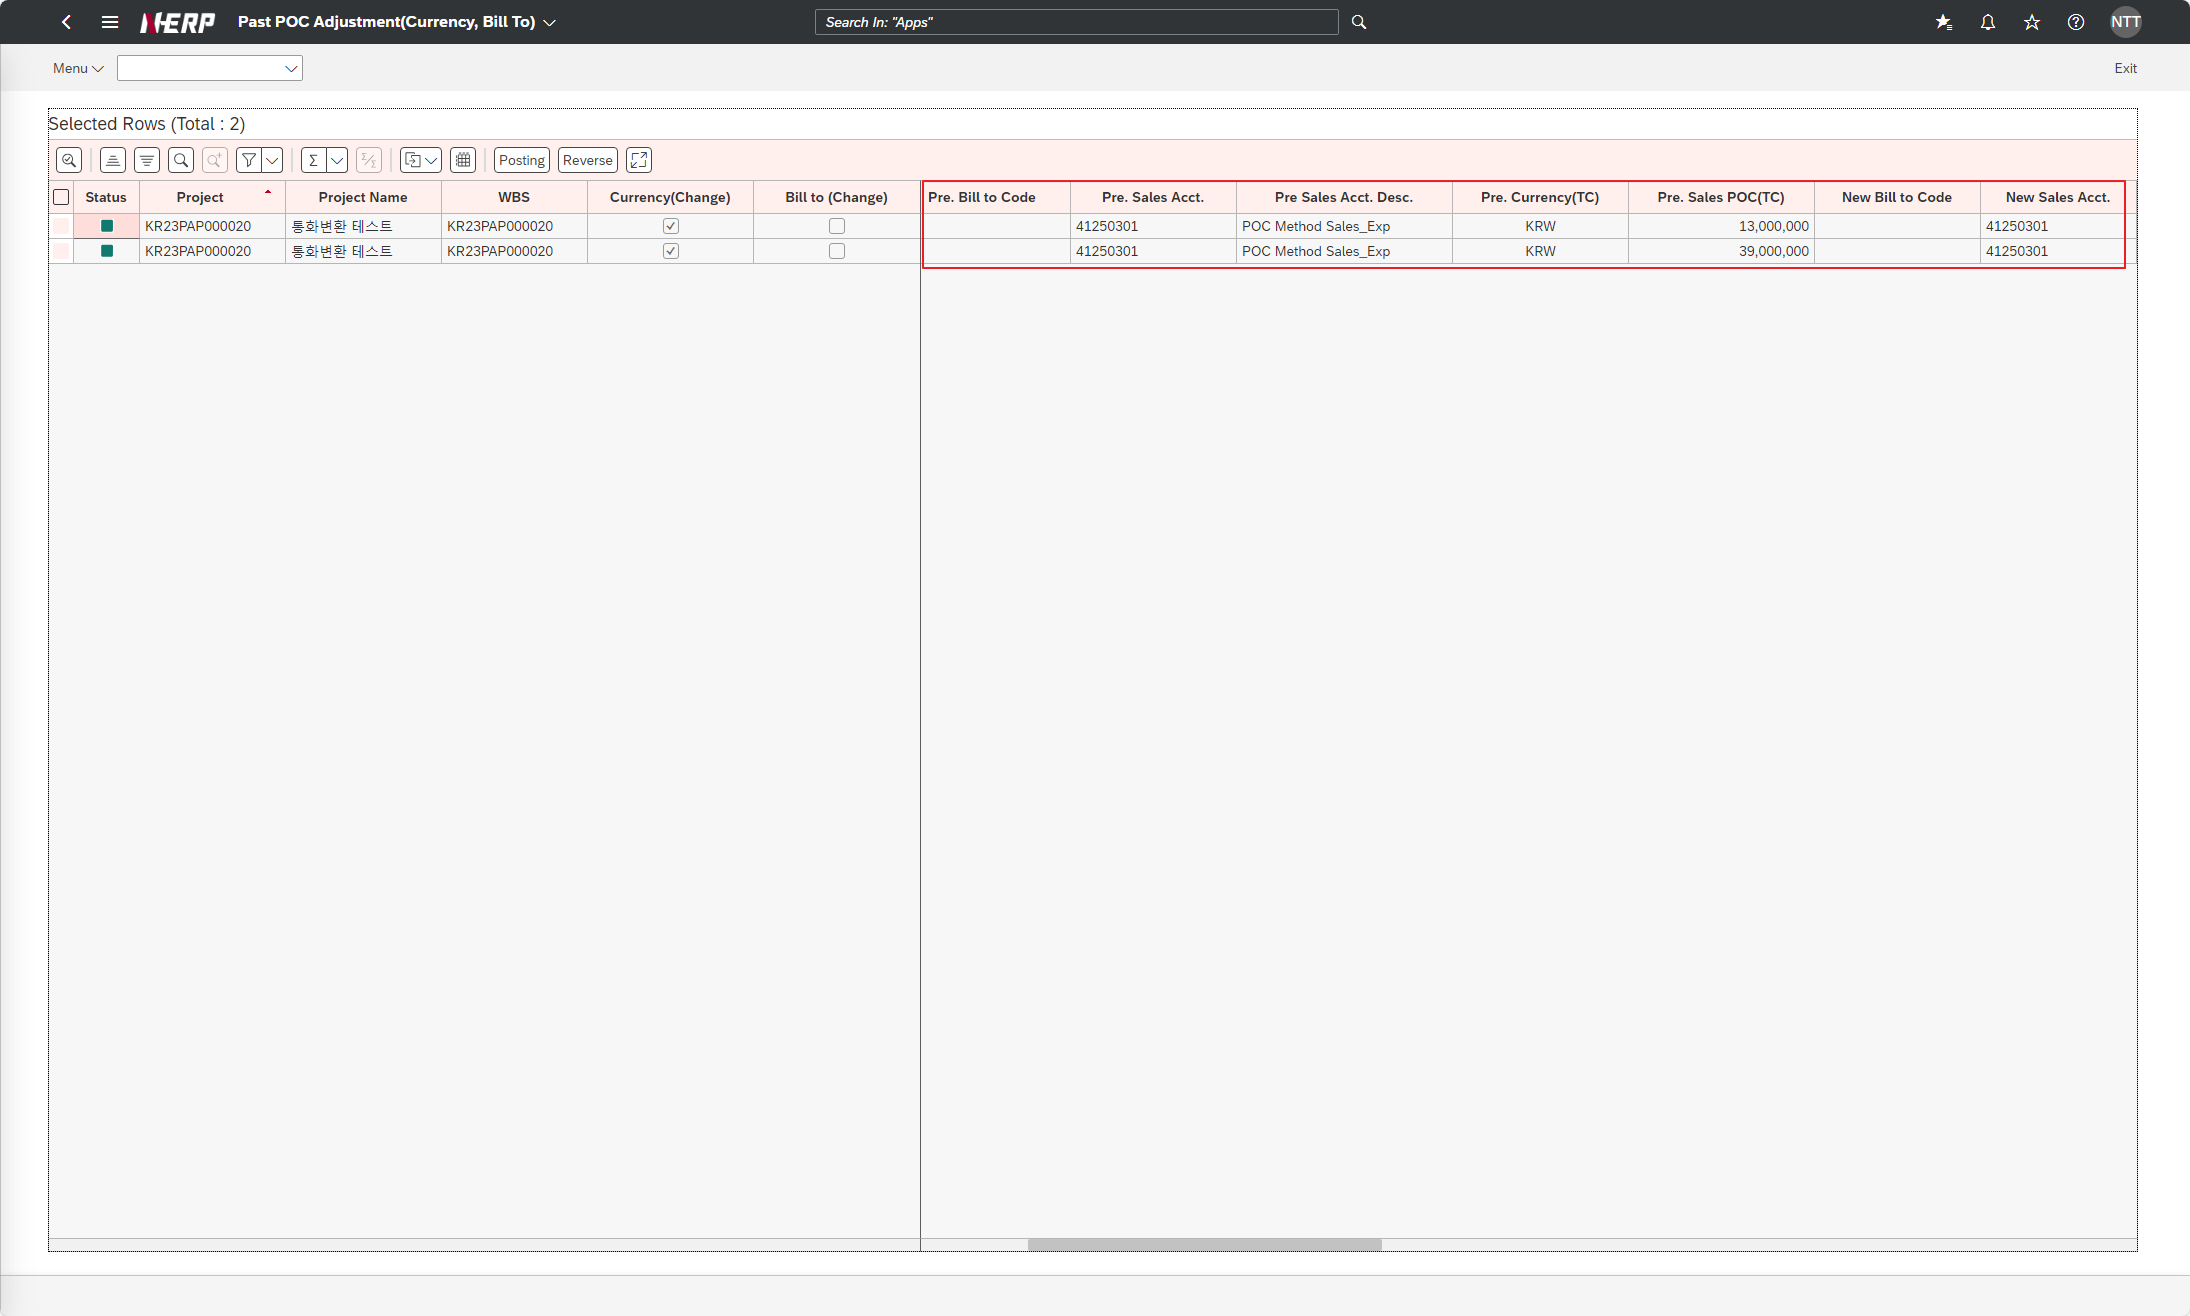 HERP Past POC Adjustment(Currency, Bill To) Search In: "Apps" NTT
Menu Exit
Selected Rows (Total : 2)
Posting Reverse
Status Project Project Name WBS Currency(Change) Bill to (Change) Pre. Bill to Code Pre. Sales Acct. Pre Sales Acct. Desc. Pre. Currency(TC) Pre. Sales POC(TC) New Bill to Code New Sales Acct.
KR23PAP000020 통화변환 테스트 KR23PAP000020 41250301 POC Method Sales_Exp KRW 13,000,000 41250301
KR23PAP000020 통화변환 테스트 KR23PAP000020 41250301 POC Method Sales_Exp KRW 39,000,000 41250301